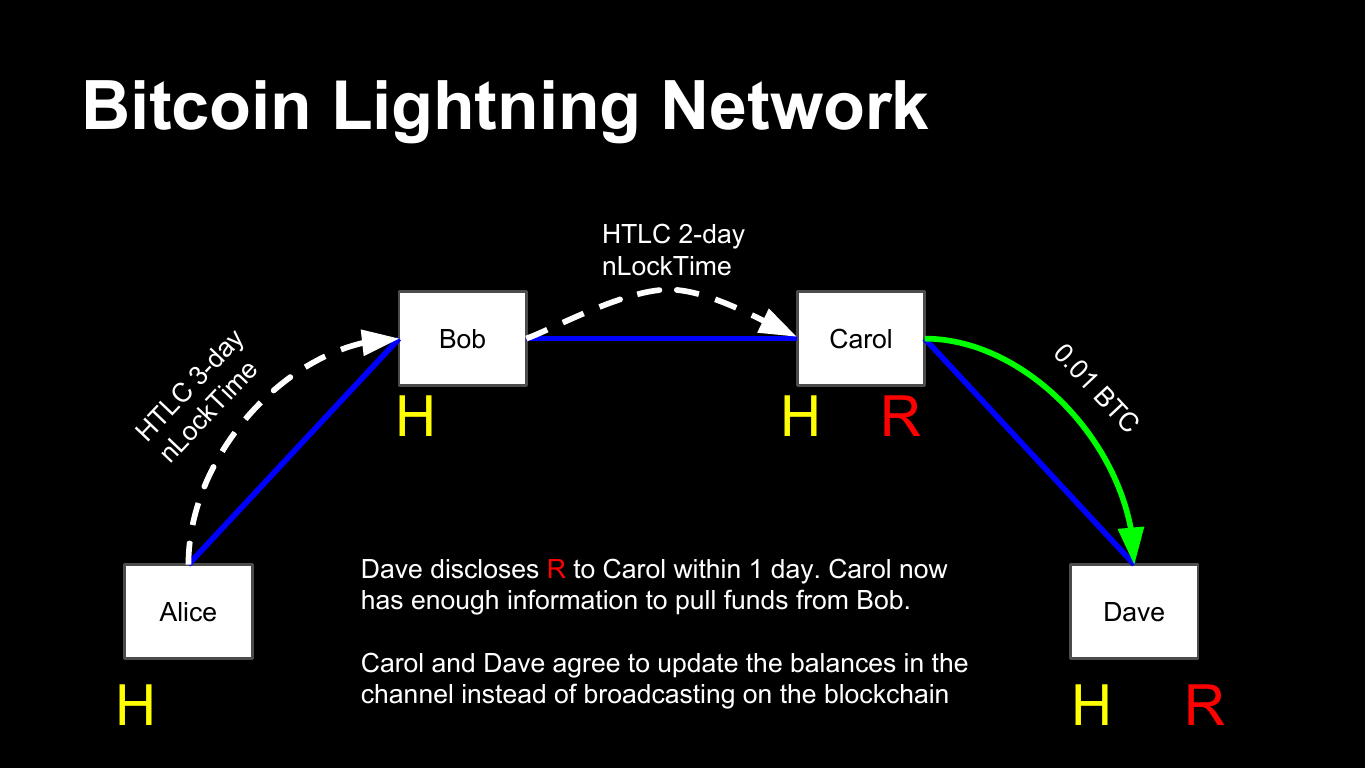 Bitcoin Lightning Network
HTLC 2-day
nLockTime
HTLC 3-day
nLockTime
Bob
Carol
0.01 BTC
H
H R
Dave discloses R to Carol within 1 day. Carol now
has enough information to pull funds from Bob.
Alice
Dave
Carol and Dave agree to update the balances in the
channel instead of broadcasting on the blockchain
H
H R